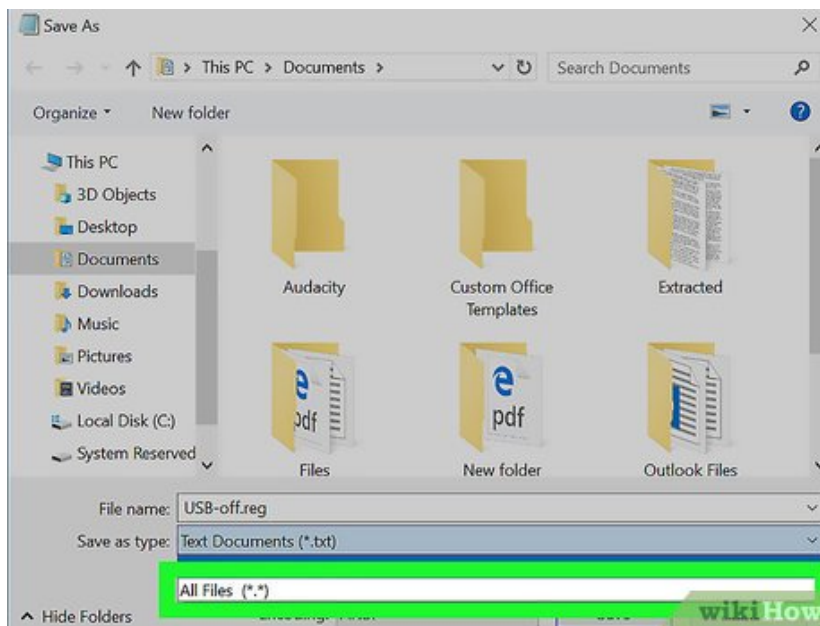 Save As
This PC > Documents >
Search Documents
Organize
New folder
This PC
3D Objects
Desktop
Documents
Downloads
Music
Pictures
Videos
Local Disk (C:)
System Reserved
Audacity
Custom Office
Templates
Extracted
pdf
pdf
Files
New folder
Outlook Files
File name: USB-off.reg
Save as type: Text Documents (*.txt)
All Files (*.*)
Hide Folders
wikiHow